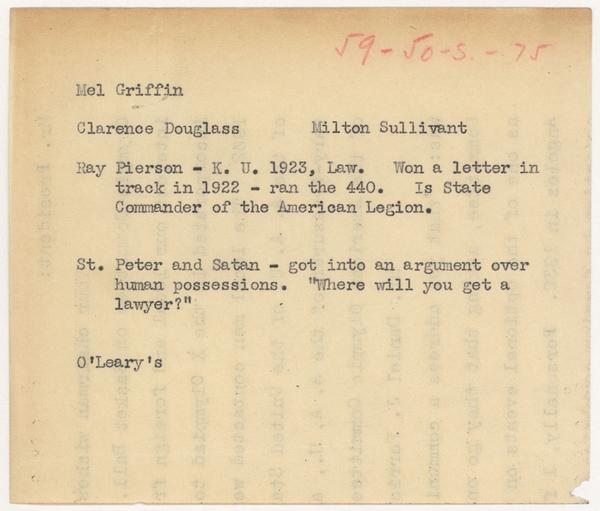 59-50-S.-75
Mel Griffin
Clarence Douglass Milton Sullivant
Ray Pierson - K. U. 1923, Law. Won a letter in
track in 1922 - ran the 440. Is State
Commander of the American Legion.
St. Peter and Satan - got into an argument over
human possessions. "Where will you get a
lawyer?"
O'Leary's